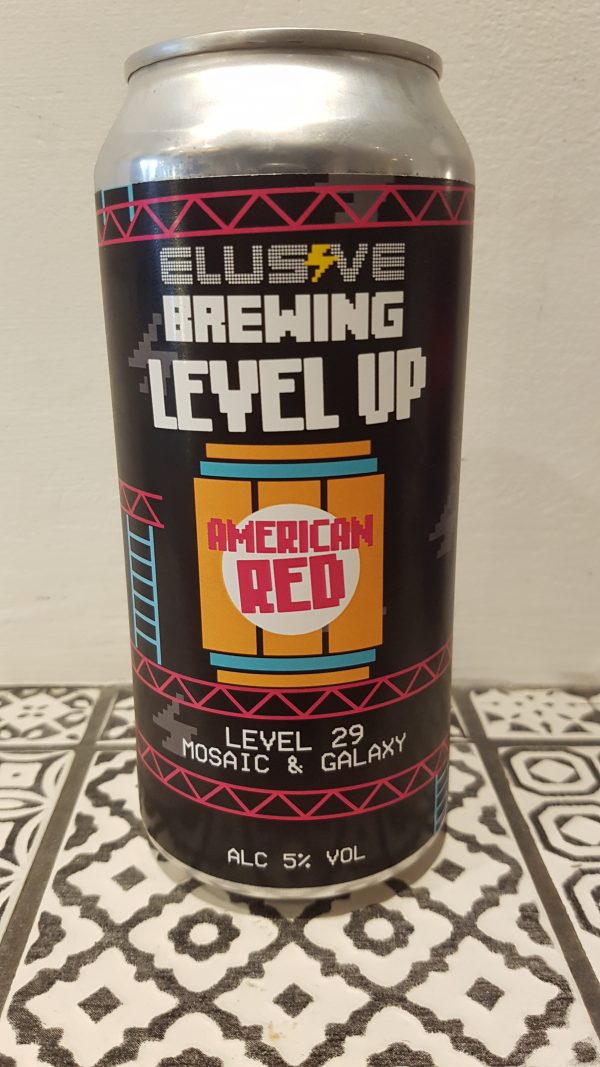 ELUSIVE
BREWING
LEVEL UP
AMERICAN
RED
LEVEL 29
MOSAIC & GALAXY
ALC 5% VOL